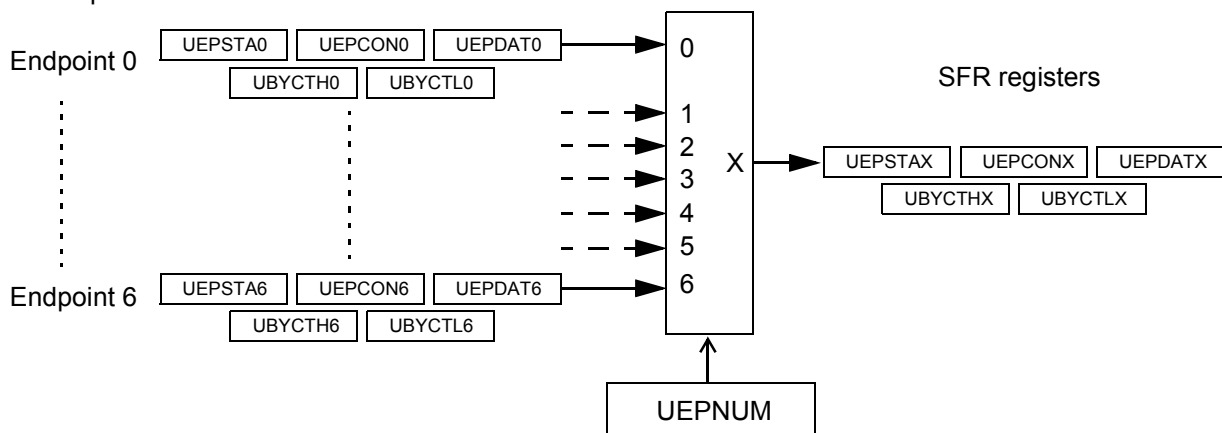 UEPSTA0 UEPCON0 UEPDAT0
Endpoint 0
UBYCTH0 UBYCTL0
0
SFR registers
1
2
3
X
UEPSTAX UEPCONX UEPDATX
UBYCTHX UBYCTLX
4
5
6
UEPSTA6 UEPCON6 UEPDAT6
Endpoint 6
UBYCTH6 UBYCTL6
UEPNUM